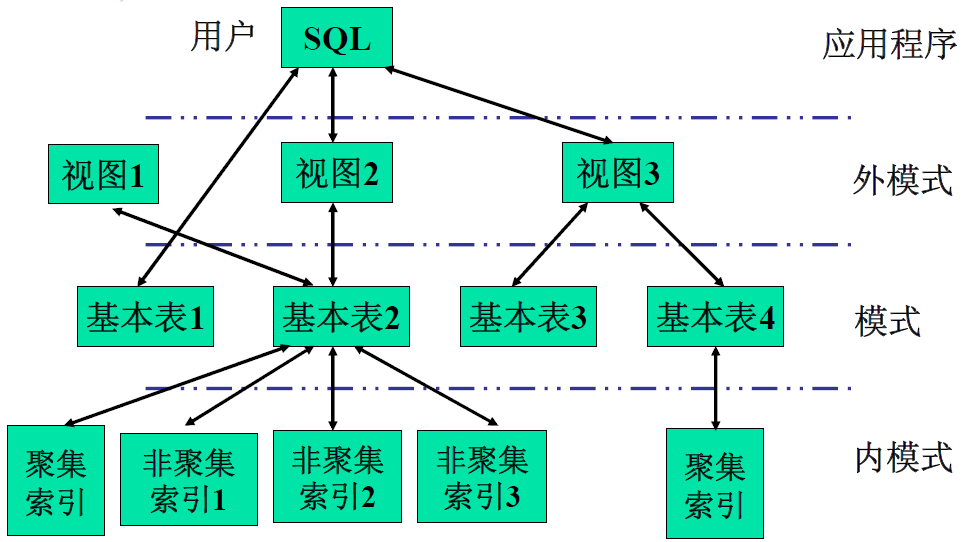 用户
SQL
应用程序
视图1
视图2
视图3
外模式
基本表1
基本表2
基本表3
基本表4
模式
聚集
索引
非聚集
索引1
非聚集
索引2
非聚集
索引3
聚集
索引
内模式